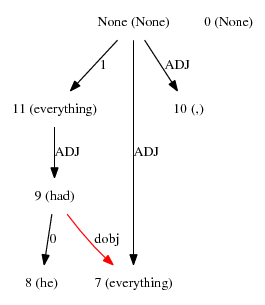 None (None) 0 (None)
1 ADJ
11 (everything) 10 (,)
ADJ ADJ
9 (had)
0 dobj
8 (he) 7 (everything)